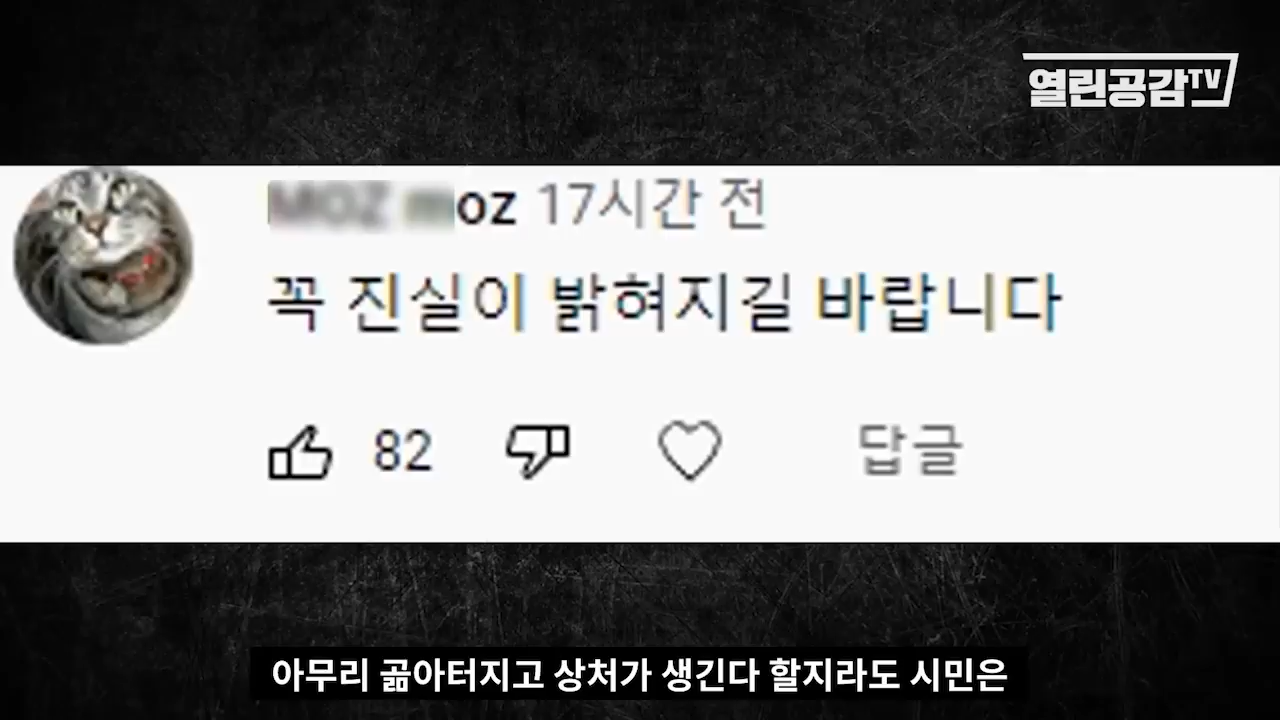 열린공감TV
oz 17시간 전
꼭 진실이 밝혀지길 바랍니다
82
답글
아무리 곪아터지고 상처가 생긴다 할지라도 시민은